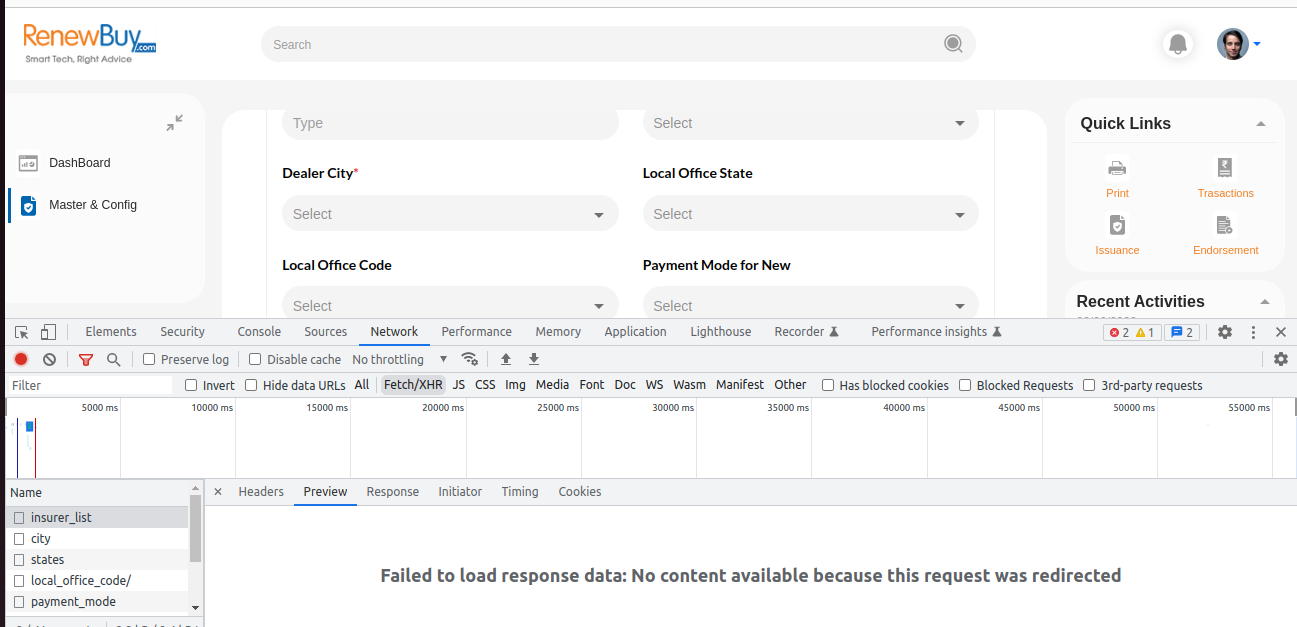 RenewBuy.com
Smart Tech, Right Advice
Search
DashBoard
Master & Config
Type
Select
Dealer City*
Local Office State
Select
Select
Local Office Code
Payment Mode for New
Select
Select
Quick Links
Print
Trasactions
Issuance
Endorsement
Recent Activities
Elements Security Console Sources Network Performance Memory Application Lighthouse Recorder Performance insights 2 1 2
Preserve log Disable cache No throttling
Filter Invert Hide data URLs All Fetch/XHR JS CSS Img Media Font Doc WS Wasm Manifest Other Has blocked cookies Blocked Requests 3rd-party requests
5000 ms 10000 ms 15000 ms 20000 ms 25000 ms 30000 ms 35000 ms 40000 ms 45000 ms 50000 ms 55000 ms
Name
insurer_list
city
states
local_office_code/
payment_mode
× Headers Preview Response Initiator Timing Cookies
Failed to load response data: No content available because this request was redirected